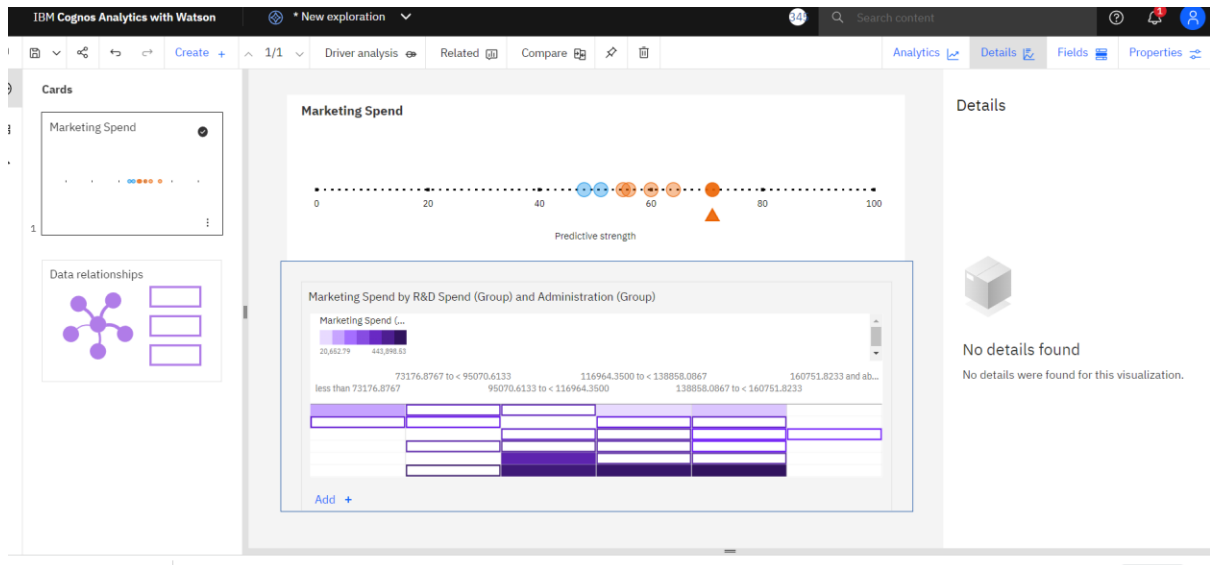 IBM Cognos Analytics with Watson
* New exploration
345
Search content
1
Create +
1/1
Driver analysis
Related
Compare
Analytics
Details
Fields
Properties
Cards
Marketing Spend
1
Data relationships
Marketing Spend
0 20 40 60 80 100
Predictive strength
Marketing Spend by R&D Spend (Group) and Administration (Group)
Marketing Spend (...
20,662.79 443,898.53
73176.8767 to < 95070.6133 116964.3500 to < 138858.0867 160751.8233 and ab...
less than 73176.8767 95070.6133 to < 116964.3500 138858.0867 to < 160751.8233
Add +
Details
No details found
No details were found for this visualization.